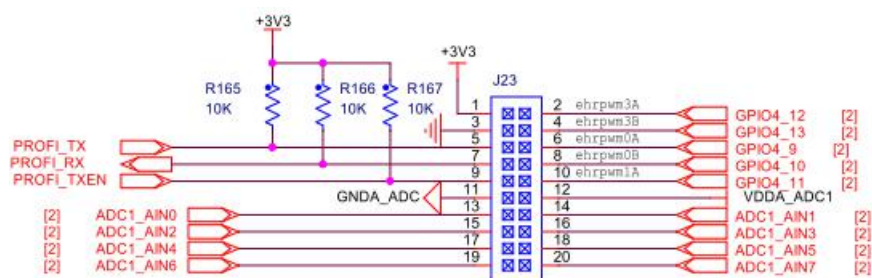 +3V3
+3V3
R165 R166 R167 J23
10K 10K 10K
1 2 ehrpwm3A GPIO4_12 [2]
3 4 ehrpwm3B GPIO4_13 [2]
PROFI_TX 5 6 ehrpwm0A GPIO4_9 [2]
PROFI_RX 7 8 ehrpwm0B GPIO4_10 [2]
PROFI_TXEN 9 10 ehrpwm1A GPIO4_11 [2]
GNDA_ADC 11 12 VDDA_ADC1
[2] ADC1_AIN0 13 14 ADC1_AIN1 [2]
[2] ADC1_AIN2 15 16 ADC1_AIN3 [2]
[2] ADC1_AIN4 17 18 ADC1_AIN5 [2]
[2] ADC1_AIN6 19 20 ADC1_AIN7 [2]